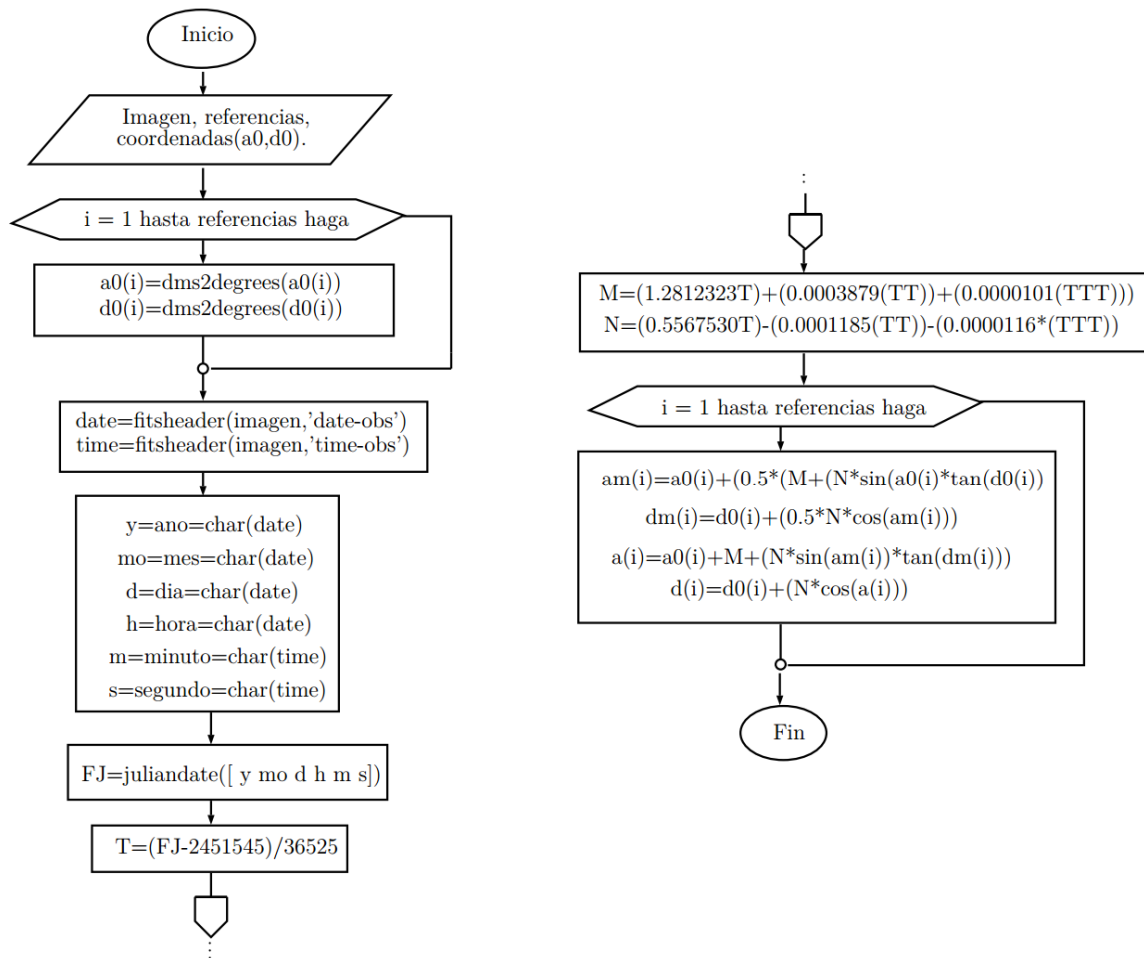 Inicio
Imagen, referencias,
coordenadas(a0,d0).
i = 1 hasta referencias haga
a0(i)=dms2degrees(a0(i))
d0(i)=dms2degrees(d0(i))
date=fitsheader(imagen,'date-obs')
time=fitsheader(imagen,'time-obs')
y=ano=char(date)
mo=mes=char(date)
d=dia=char(date)
h=hora=char(date)
m=minuto=char(time)
s=segundo=char(time)
FJ=juliandate([ y mo d h m s])
T=(FJ-2451545)/36525
M=(1.2812323T)+(0.0003879(TT))+(0.0000101(TTT)))
N=(0.5567530T)-(0.0001185(TT))-(0.0000116*(TTT))
i = 1 hasta referencias haga
am(i)=a0(i)+(0.5*(M+(N*sin(a0(i)*tan(d0(i))
dm(i)=d0(i)+(0.5*N*cos(am(i)))
a(i)=a0(i)+M+(N*sin(am(i))*tan(dm(i)))
d(i)=d0(i)+(N*cos(a(i)))
Fin